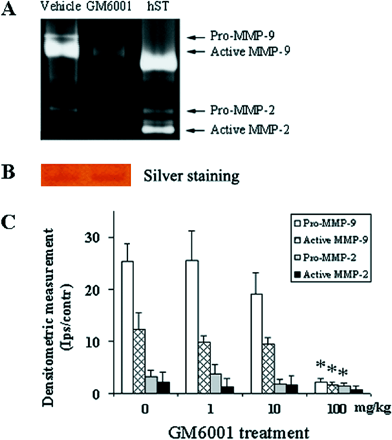 A
Vehicle GM6001 hST
Pro-MMP-9
Active MMP-9
Pro-MMP-2
Active MMP-2
B
Silver staining
C
Densitometric measurement
(Ips/contr)
30
20
10
0
Pro-MMP-9
Active MMP-9
Pro-MMP-2
Active MMP-2
* * *
0 1 10 100 mg/kg
GM6001 treatment